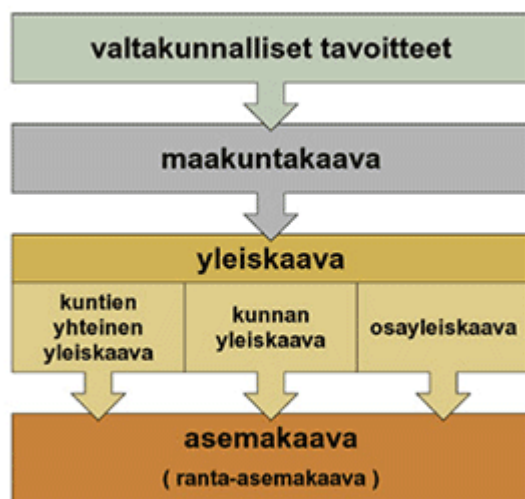 valtakunnalliset tavoitteet
maakuntakaava
yleiskaava
kuntien
yhteinen
yleiskaava
kunnan
yleiskaava
osayleiskaava
asemakaava
( ranta-asemakaava )